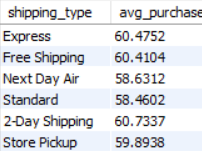 shipping_type avg_purchase
Express 60.4752
Free Shipping 60.4104
Next Day Air 58.6312
Standard 58.4602
2-Day Shipping 60.7337
Store Pickup 59.8938